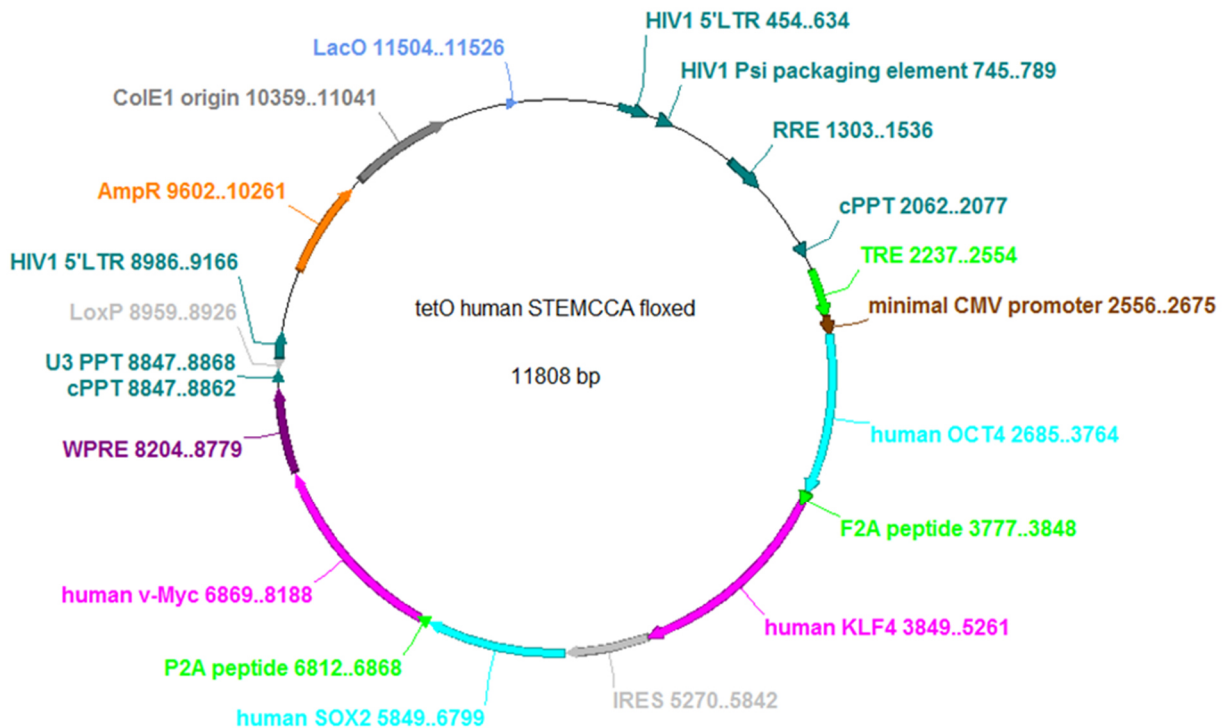 LacO 11504..11526
HIV1 5'LTR 454..634
HIV1 Psi packaging element 745..789
ColE1 origin 10359..11041
RRE 1303..1536
AmpR 9602..10261
cPPT 2062..2077
TRE 2237..2554
HIV1 5'LTR 8986..9166
LoxP 8959..8926
tetO human STEMCCA floxed
minimal CMV promoter 2556..2675
U3 PPT 8847..8868
11808 bp
cPPT 8847..8862
WPRE 8204..8779
human OCT4 2685..3764
F2A peptide 3777..3848
human v-Myc 6869..8188
human KLF4 3849..5261
P2A peptide 6812..6868
IRES 5270..5842
human SOX2 5849..6799